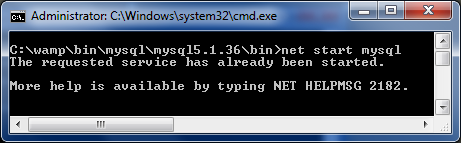 Administrator: C:\Windows\system32\cmd.exe
C:\wamp\bin\mysql\mysql5.1.36\bin>net start mysql
The requested service has already been started.
More help is available by typing NET HELPMSG 2182.